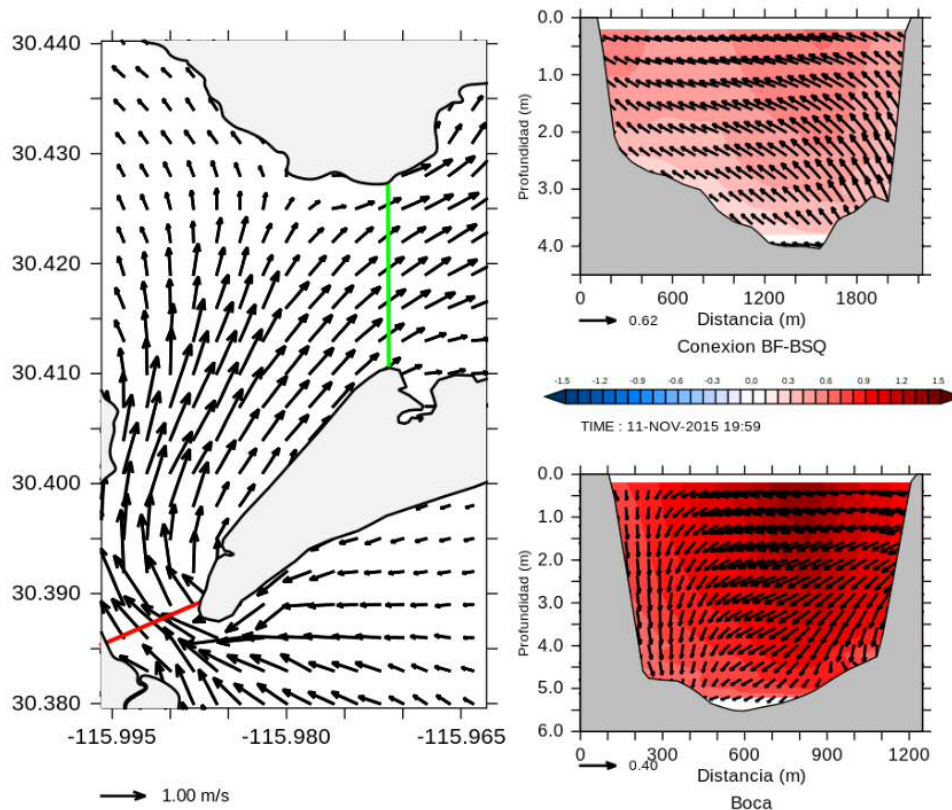 30.440
30.430
30.420
30.410
30.400
30.390
30.380
-115.995 -115.980 -115.965
1.00 m/s
0.0
1.0
2.0
3.0
4.0
Profundidad (m)
0 600 1200 1800
0.62
Distancia (m)
Conexion BF-BSQ
-1.5 -1.2 -0.9 -0.6 -0.3 0.0 0.3 0.6 0.9 1.2 1.5
TIME : 11-NOV-2015 19:59
0.0
1.0
2.0
3.0
4.0
5.0
6.0
Profundidad (m)
0 300 600 900 1200
0.40
Distancia (m)
Boca